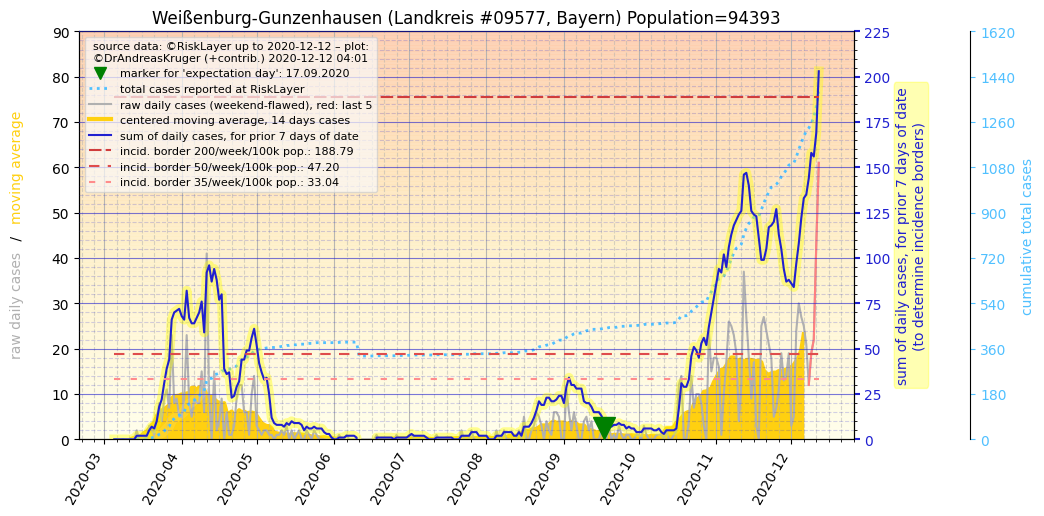 Weißenburg-Gunzenhausen (Landkreis #09577, Bayern) Population=94393
source data: ©RiskLayer up to 2020-12-12 – plot:
©DrAndreasKruger (+contrib.) 2020-12-12 04:01
marker for 'expectation day': 17.09.2020
total cases reported at RiskLayer
raw daily cases (weekend-flawed), red: last 5
centered moving average, 14 days cases
sum of daily cases, for prior 7 days of date
incid. border 200/week/100k pop.: 188.79
incid. border 50/week/100k pop.: 47.20
incid. border 35/week/100k pop.: 33.04
raw daily cases / moving average
90
80
70
60
50
40
30
20
10
0
2020-03
2020-04
2020-05
2020-06
2020-07
2020-08
2020-09
2020-10
2020-11
2020-12
225
200
175
150
125
100
75
50
25
0
sum of daily cases, for prior 7 days of date
(to determine incidence borders)
1620
1440
1260
1080
900
720
540
360
180
0
cumulative total cases